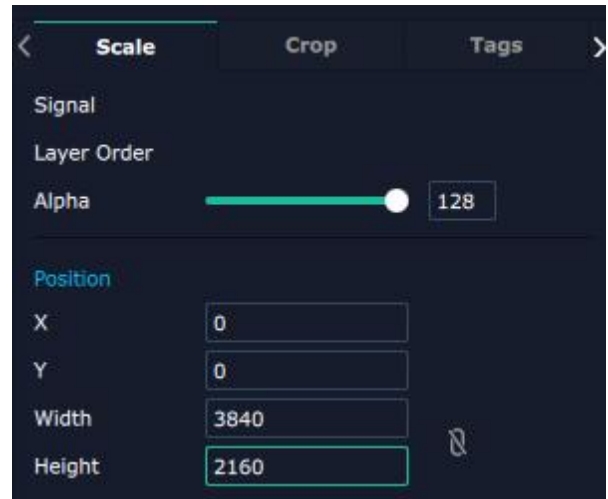 Scale Crop Tags
Signal
Layer Order
Alpha 128
Position
X 0
Y 0
Width 3840
Height 2160